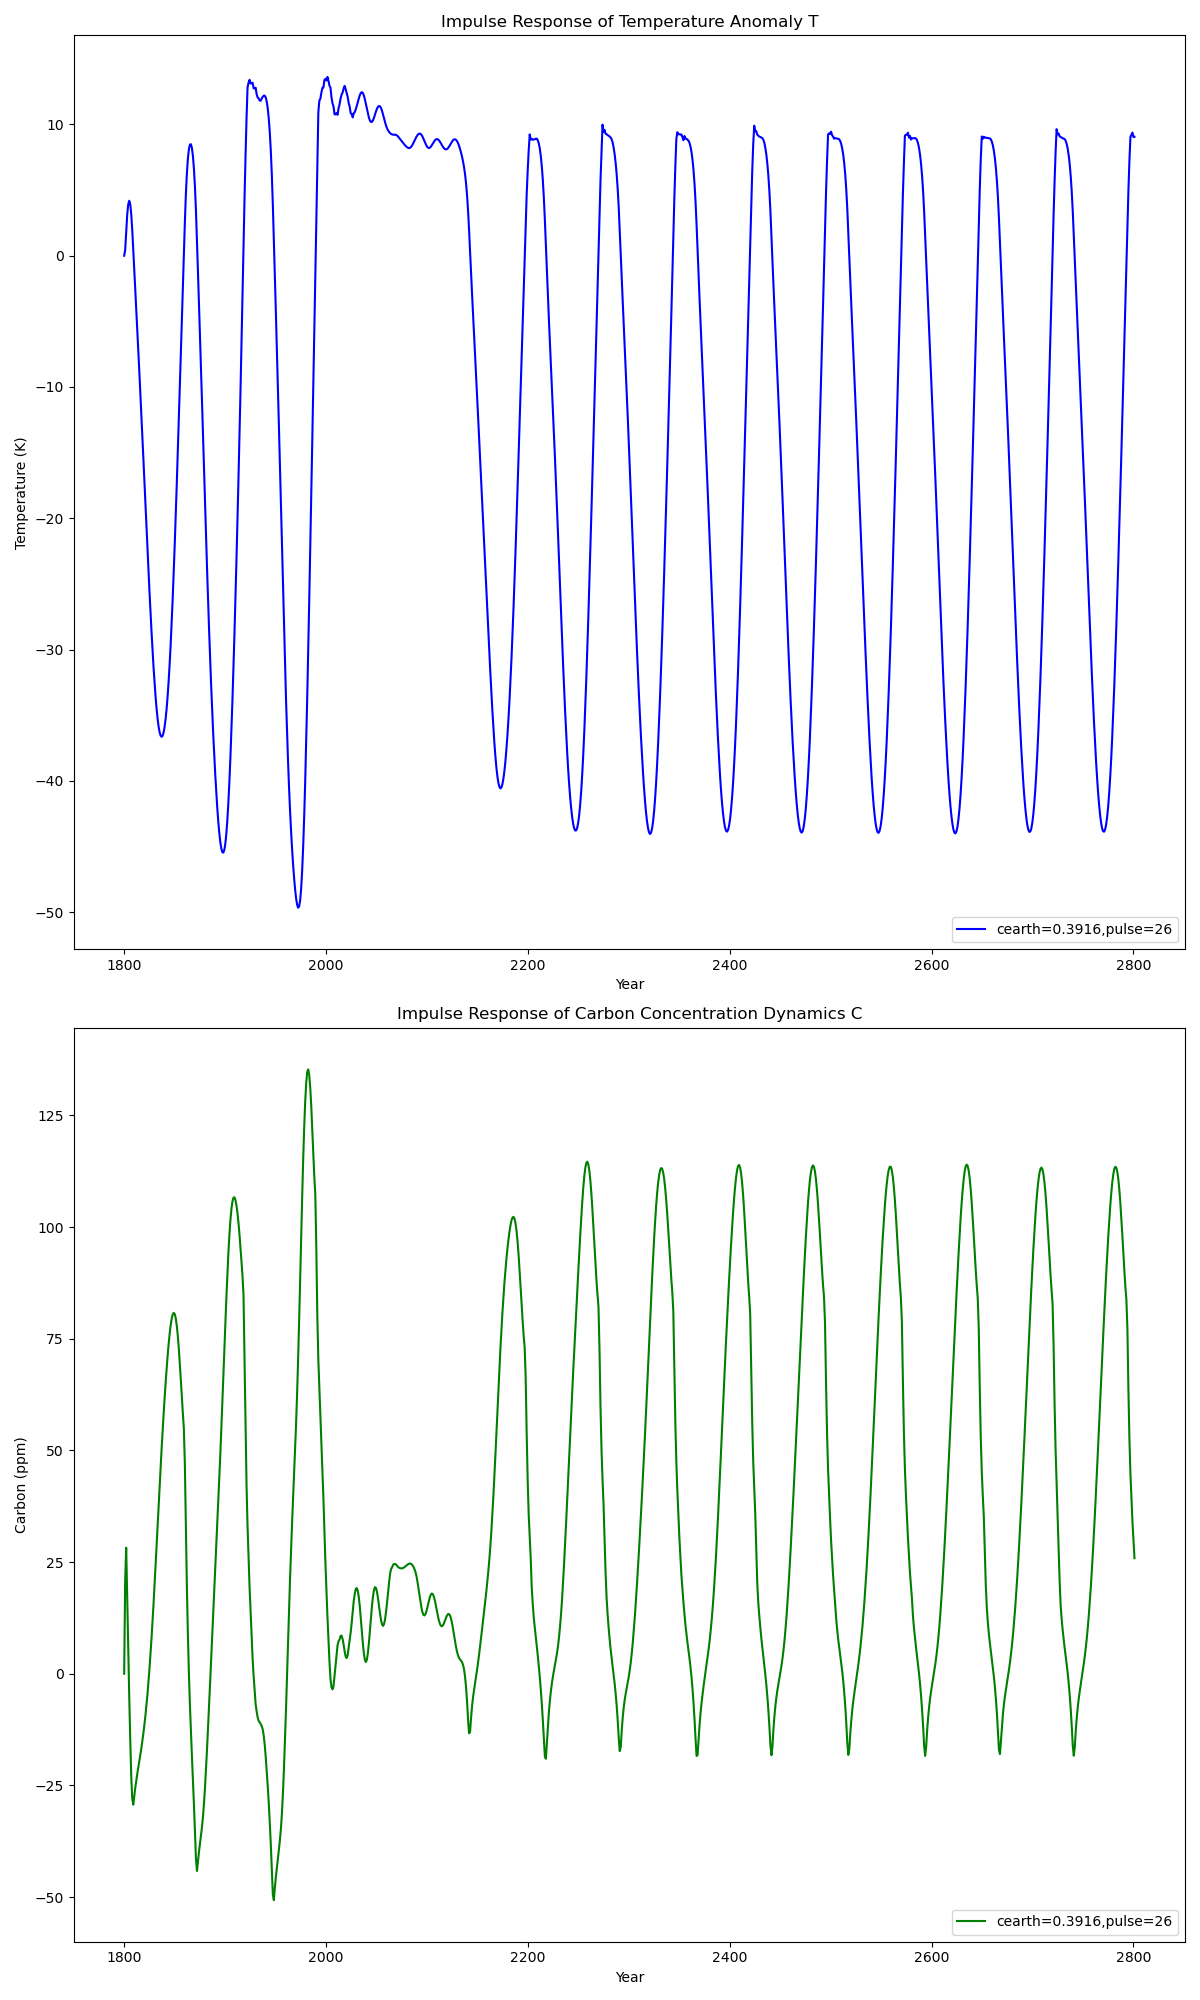 Impulse Response of Temperature Anomaly T
10
0
−10
−20
−30
−40
−50
Temperature (K)
cearth=0.3916,pulse=26
1800 2000 2200 2400 2600 2800
Year
Impulse Response of Carbon Concentration Dynamics C
125
100
75
50
25
0
−25
−50
Carbon (ppm)
cearth=0.3916,pulse=26
1800 2000 2200 2400 2600 2800
Year